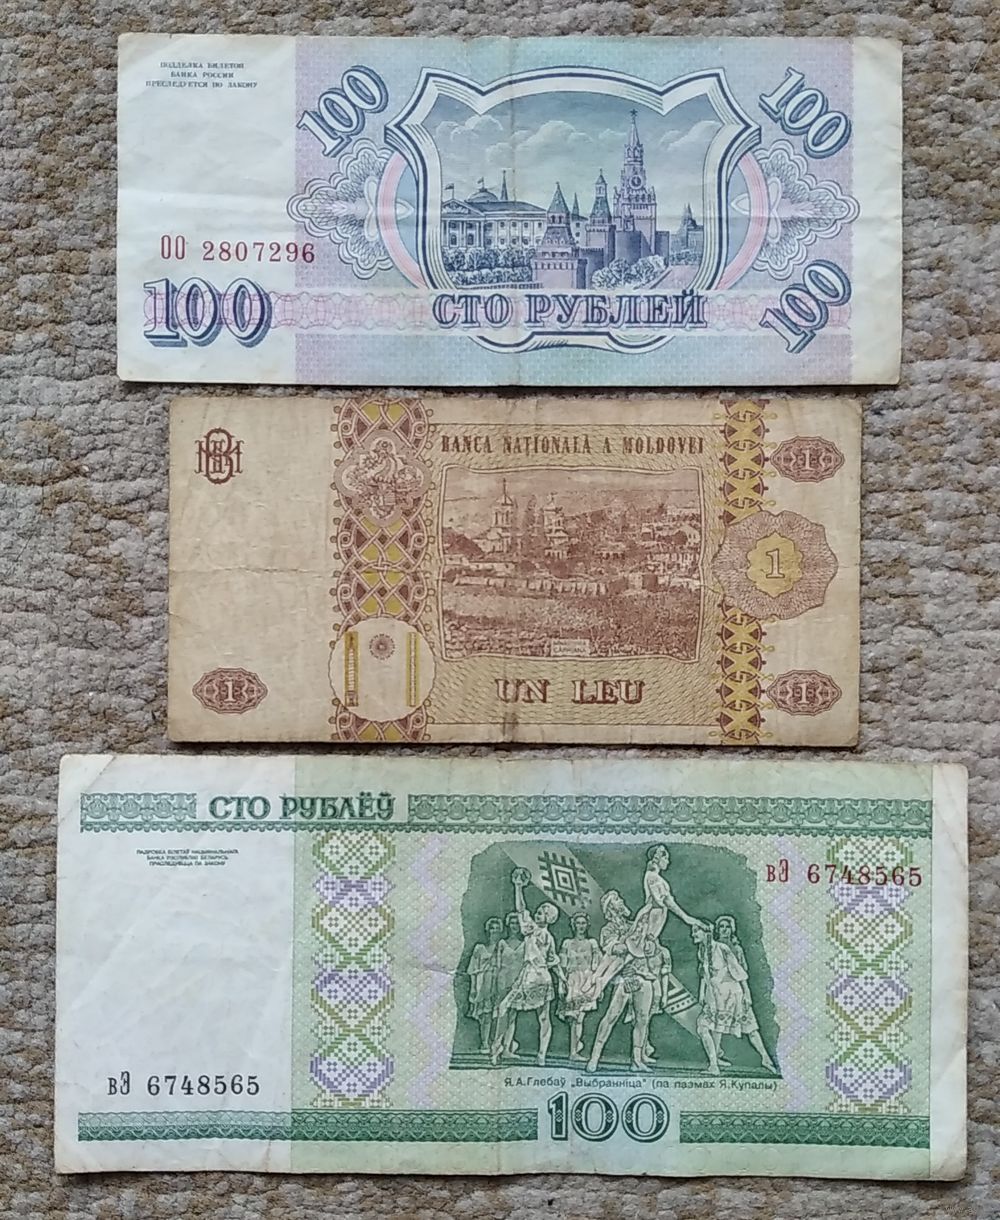 ПОДДЕЛКА БИЛЕТОВ
БАНКА РОССИИ
ПРЕСЛЕДУЕТСЯ ПО ЗАКОНУ
100
100
ОО 2807296
100
СТО РУБЛЕЙ
100
BANCA NAȚIONALĂ A MOLDOVEI
1
1
CĂPRIANA
1
UN LEU
1
СТО РУБЛЁЎ
ПАДРОБКА БІЛЕТАЎ НАЦЫЯНАЛЬНАГА
БАНКА РЭСПУБЛІКІ БЕЛАРУСЬ
ПРАСЛЕДУЕЦЦА ПА ЗАКОНУ
вЭ 6748565
вЭ 6748565
Я.А.Глебаў „Выбранніца" (па паэмах Я.Купалы)
100